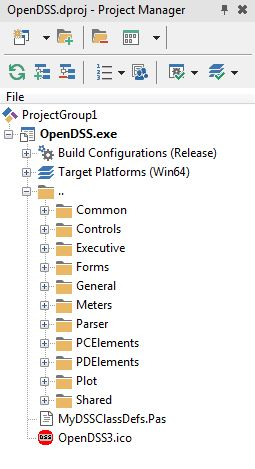 OpenDSS.dproj - Project Manager
File
ProjectGroup1
OpenDSS.exe
Build Configurations (Release)
Target Platforms (Win64)
..
Common
Controls
Executive
Forms
General
Meters
Parser
PCElements
PDElements
Plot
Shared
MyDSSClassDefs.Pas
DSS OpenDSS3.ico